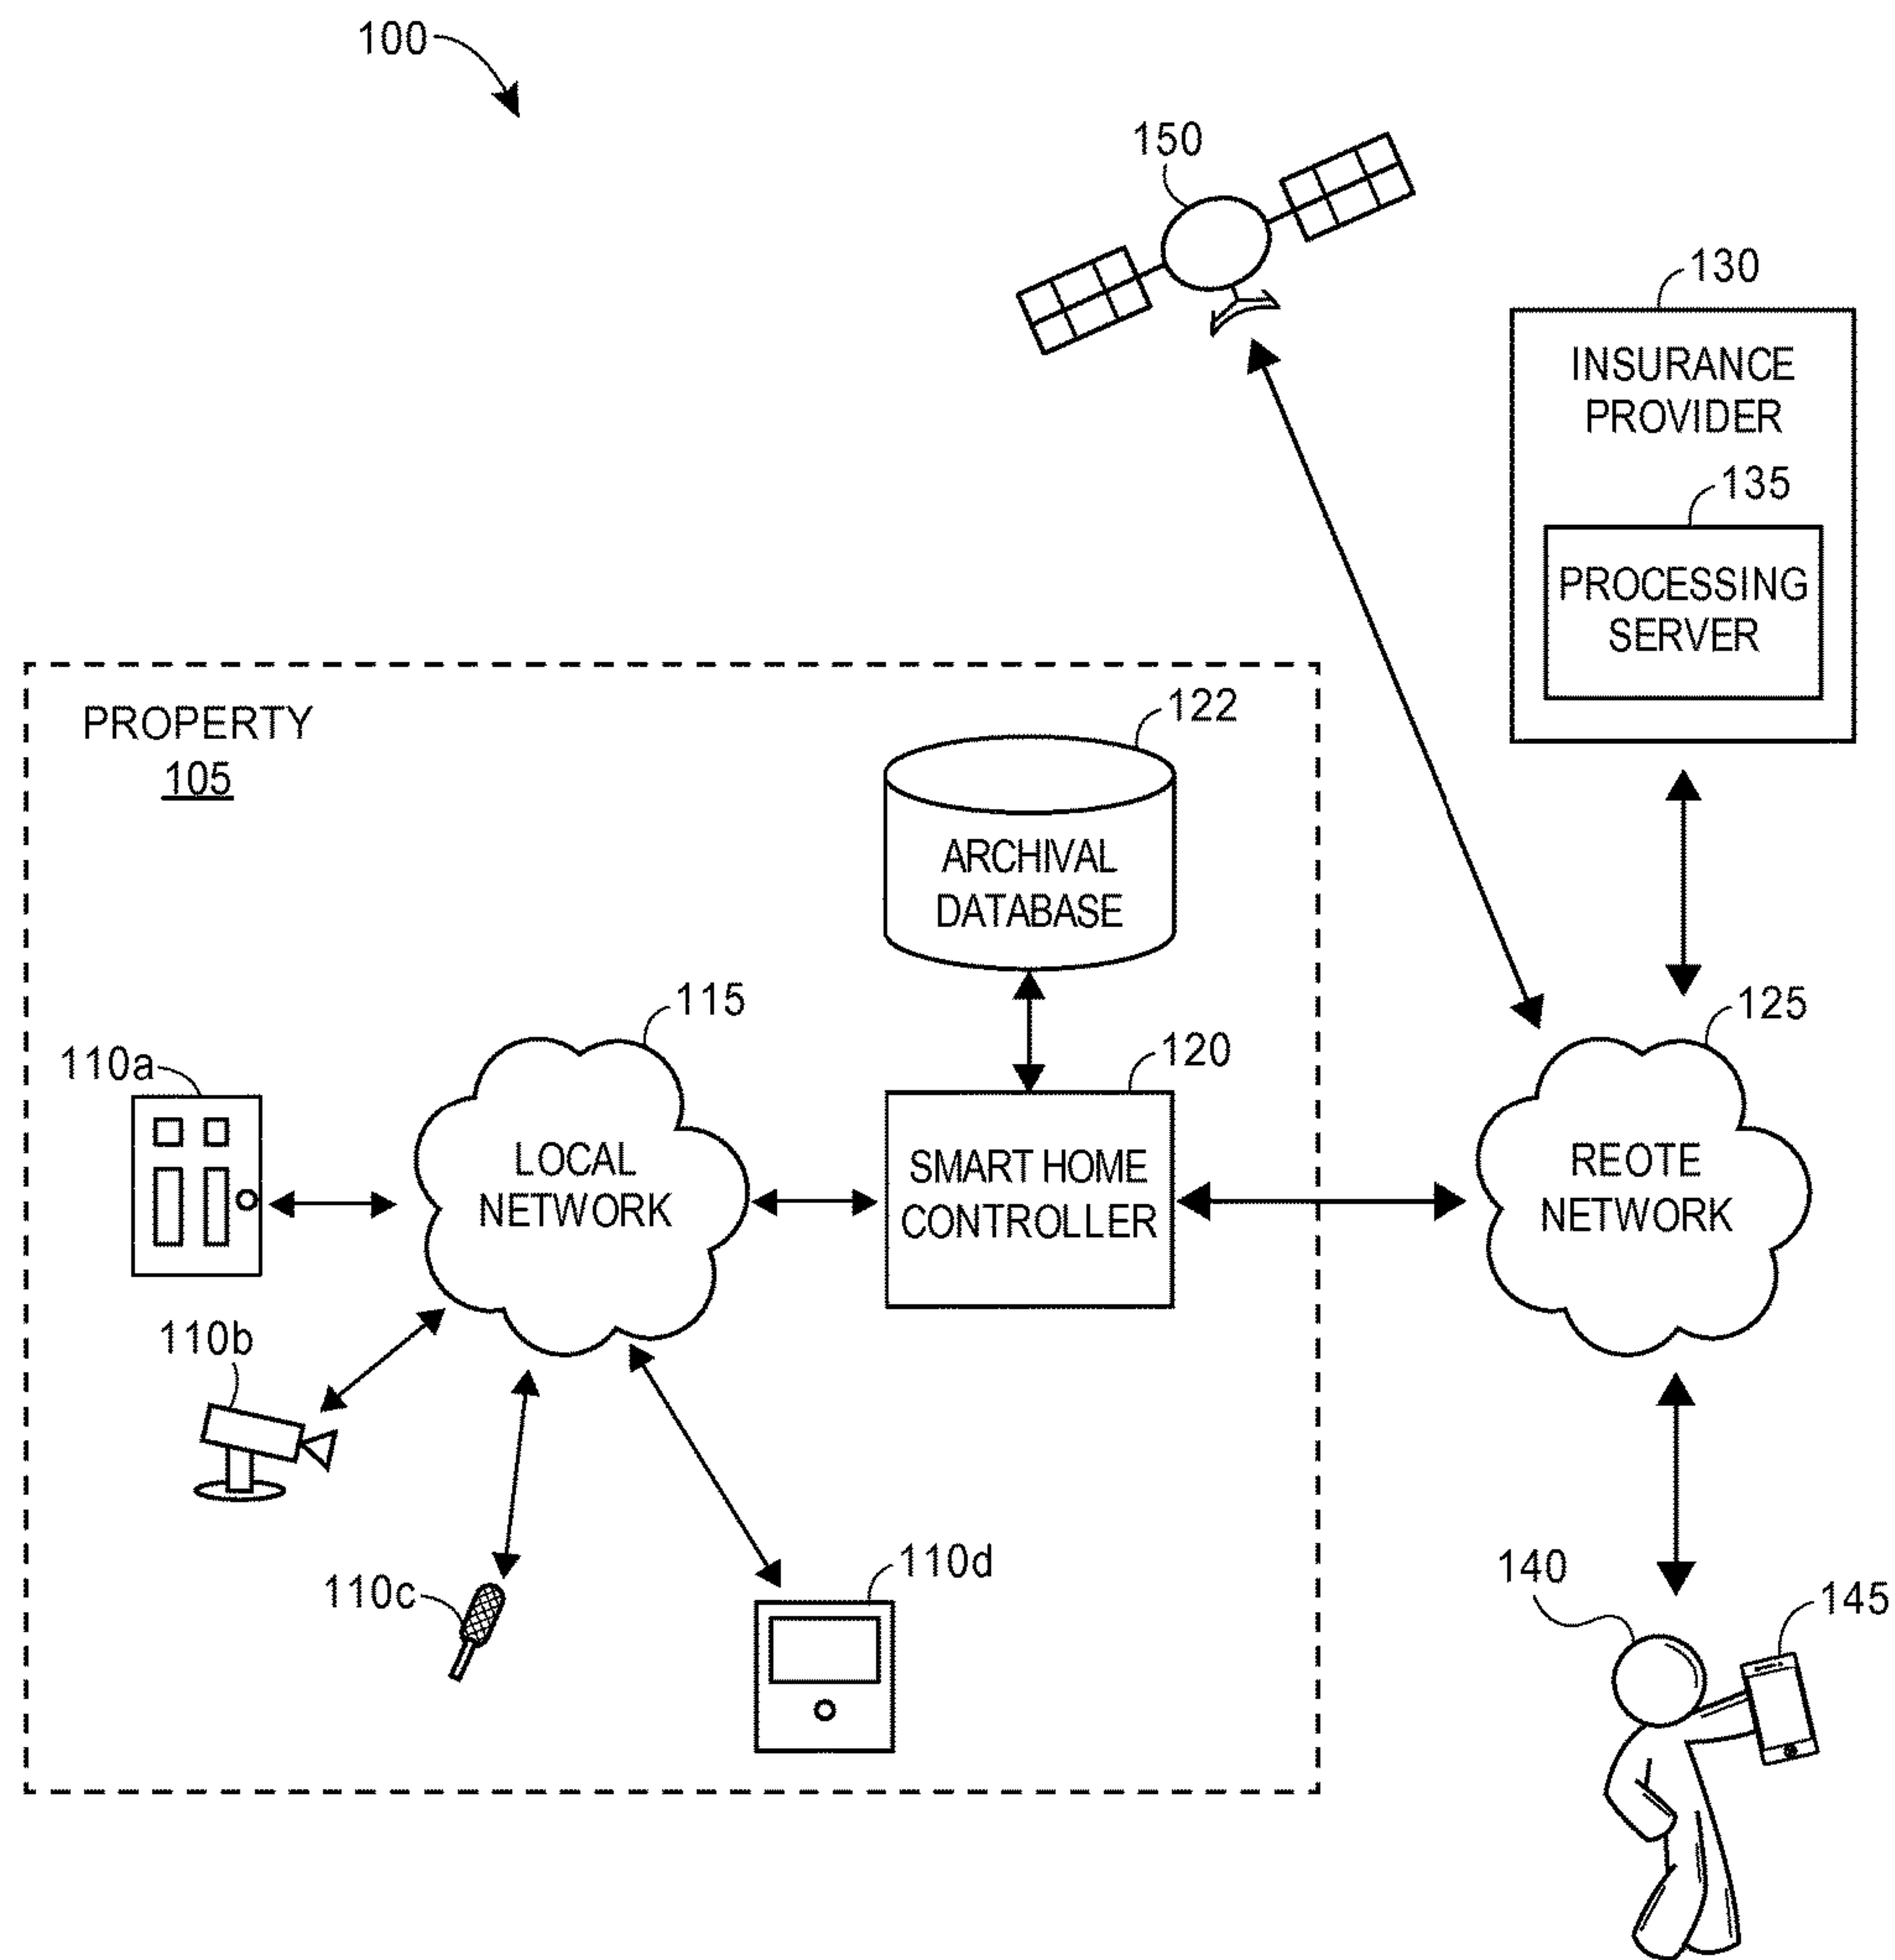 100
150
130
INSURANCE
PROVIDER
135
PROCESSING
SERVER
PROPERTY
105
122
ARCHIVAL
DATABASE
115
110a
LOCAL
NETWORK
120
SMART HOME
CONTROLLER
125
REOTE
NETWORK
110b
110c
110d
140
145